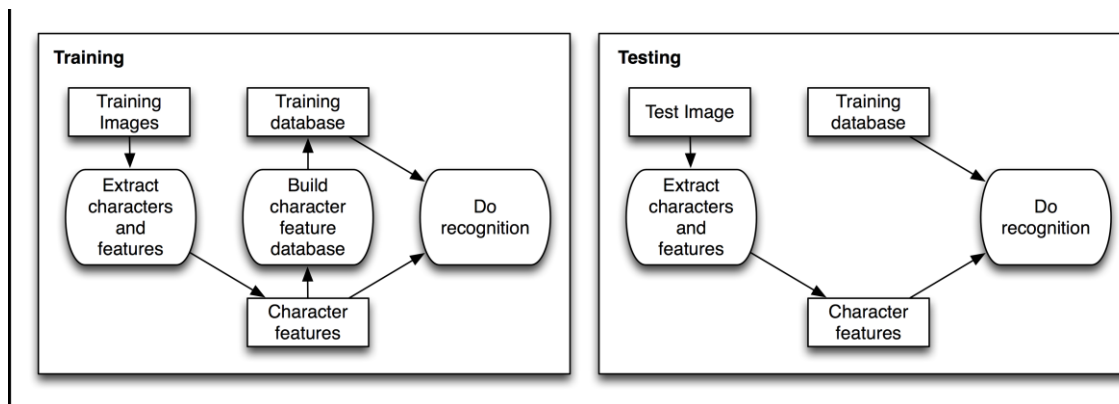 Training
Training
Images
Training
database
Extract
characters
and
features
Build
character
feature
database
Do
recognition
Character
features
Testing
Test Image
Training
database
Extract
characters
and
features
Do
recognition
Character
features